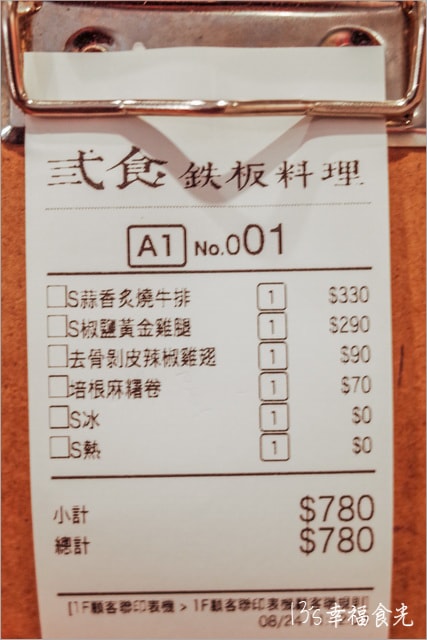 弎食 鉄板料理
A1 No.001
S蒜香炙燒牛排 1 $330
S椒鹽黃金雞腿 1 $290
去骨剝皮辣椒雞翅 1 $90
培根麻糬卷 1 $70
S冰 1 $0
S熱 1 $0
小計 $780
總計 $780
[1F顧客聯印表機 > 1F顧客聯印表機]
08/24
13's幸福食光